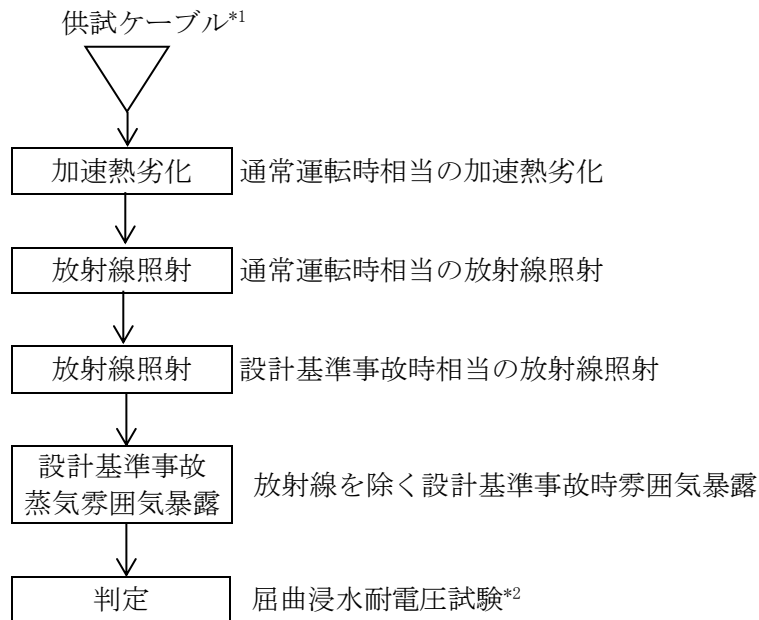 供試ケーブル*1
加速熱劣化 通常運転時相当の加速熱劣化
放射線照射 通常運転時相当の放射線照射
放射線照射 設計基準事故時相当の放射線照射
設計基準事故
蒸気雰囲気暴露
放射線を除く設計基準事故時雰囲気暴露
判定 屈曲浸水耐電圧試験*2